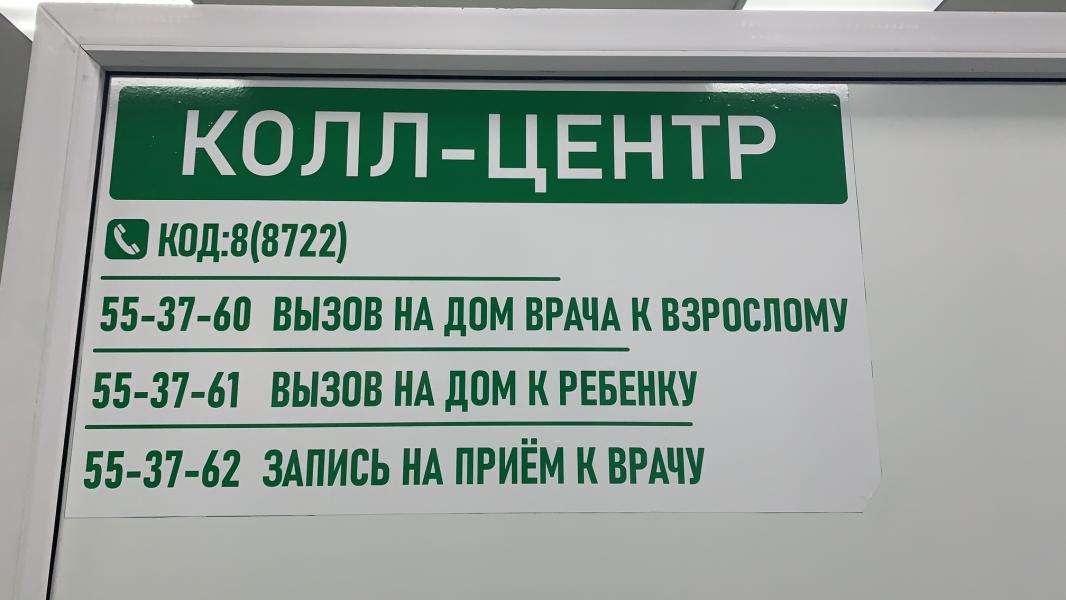 КОЛЛ-ЦЕНТР
КОД:8(8722)
55-37-60 ВЫЗОВ НА ДОМ ВРАЧА К ВЗРОСЛОМУ
55-37-61 ВЫЗОВ НА ДОМ К РЕБЕНКУ
55-37-62 ЗАПИСЬ НА ПРИЁМ К ВРАЧУ